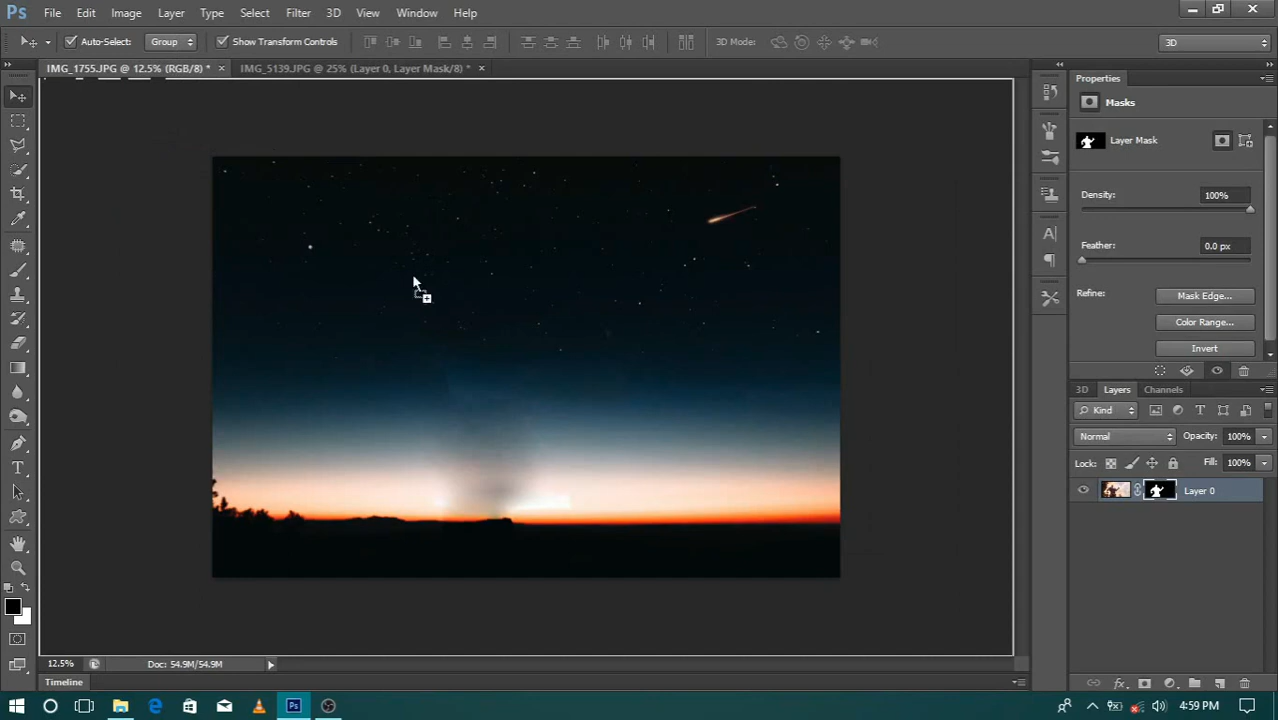 Ps File Edit Image Layer Type Select Filter 3D View Window Help
Auto-Select: Group Show Transform Controls 3D Mode: 3D
IMG_1755.JPG @ 12.5% (RGB/8) * × IMG_5139.JPG @ 25% (Layer 0, Layer Mask/8) * ×
Properties
Masks
Layer Mask
Density: 100%
Feather: 0.0 px
Refine: Mask Edge...
Color Range...
Invert
3D Layers Channels
Kind
Normal Opacity: 100%
Lock: Fill: 100%
Layer 0
12.5% Doc: 54.9M/54.9M
Timeline
Ps 4:59 PM